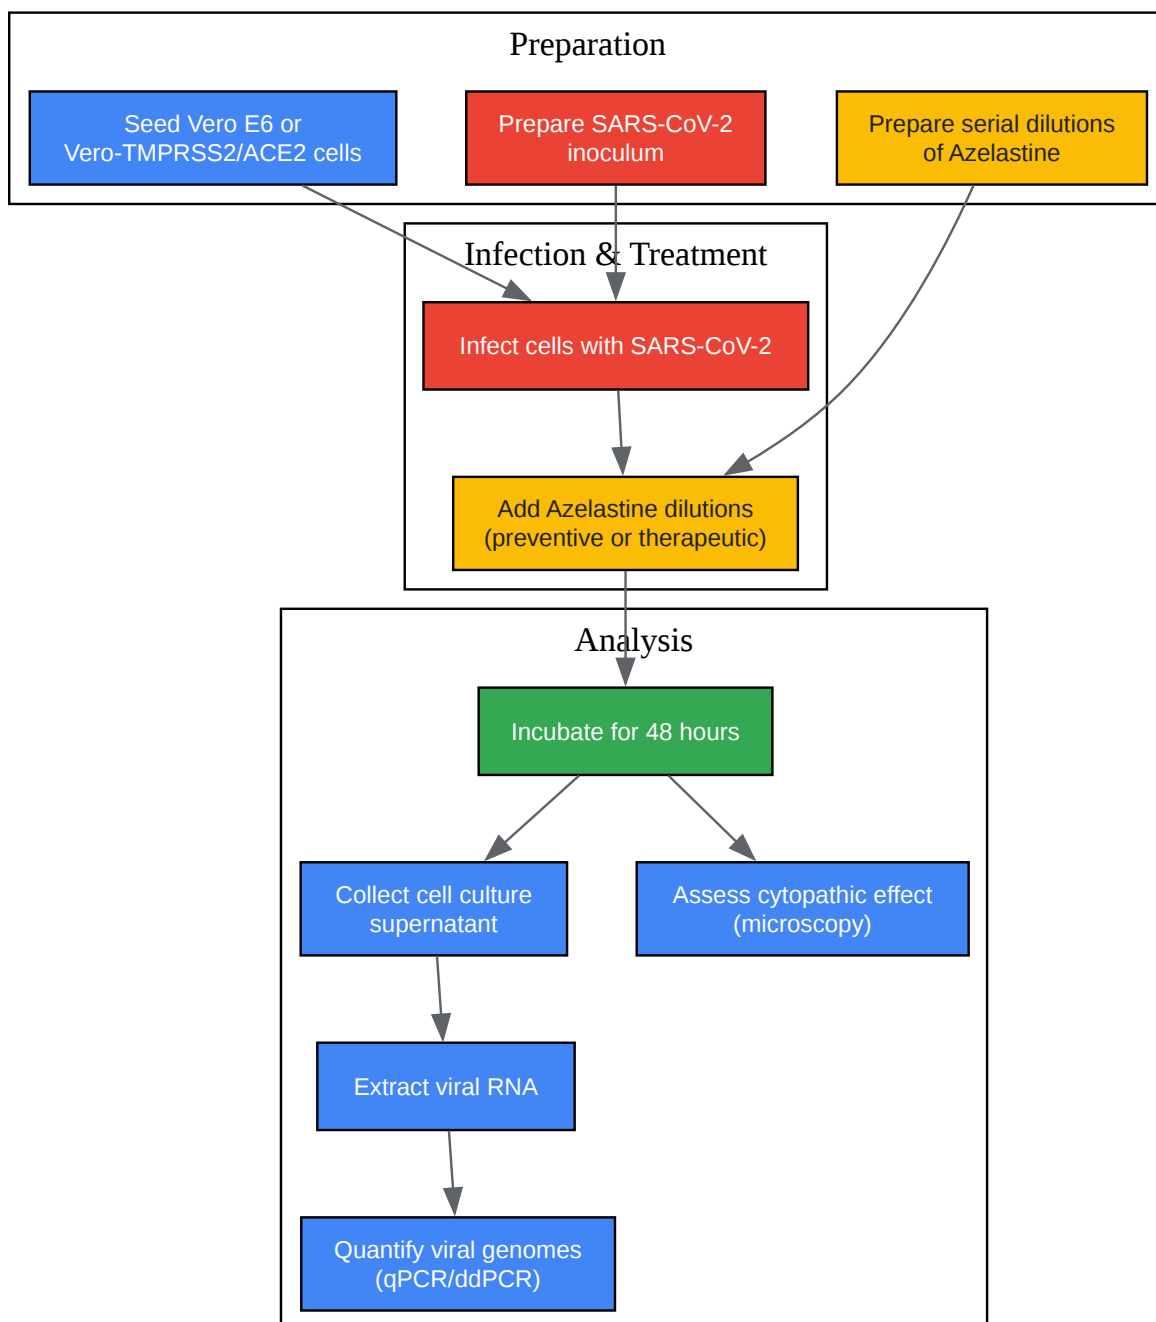 Preparation
Seed Vero E6 or
Vero-TMPRSS2/ACE2 cells
Prepare SARS-CoV-2
inoculum
Prepare serial dilutions
of Azelastine
Infection & Treatment
Infect cells with SARS-CoV-2
Add Azelastine dilutions
(preventive or therapeutic)
Analysis
Incubate for 48 hours
Collect cell culture
supernatant
Assess cytopathic effect
(microscopy)
Extract viral RNA
Quantify viral genomes
(qPCR/ddPCR)